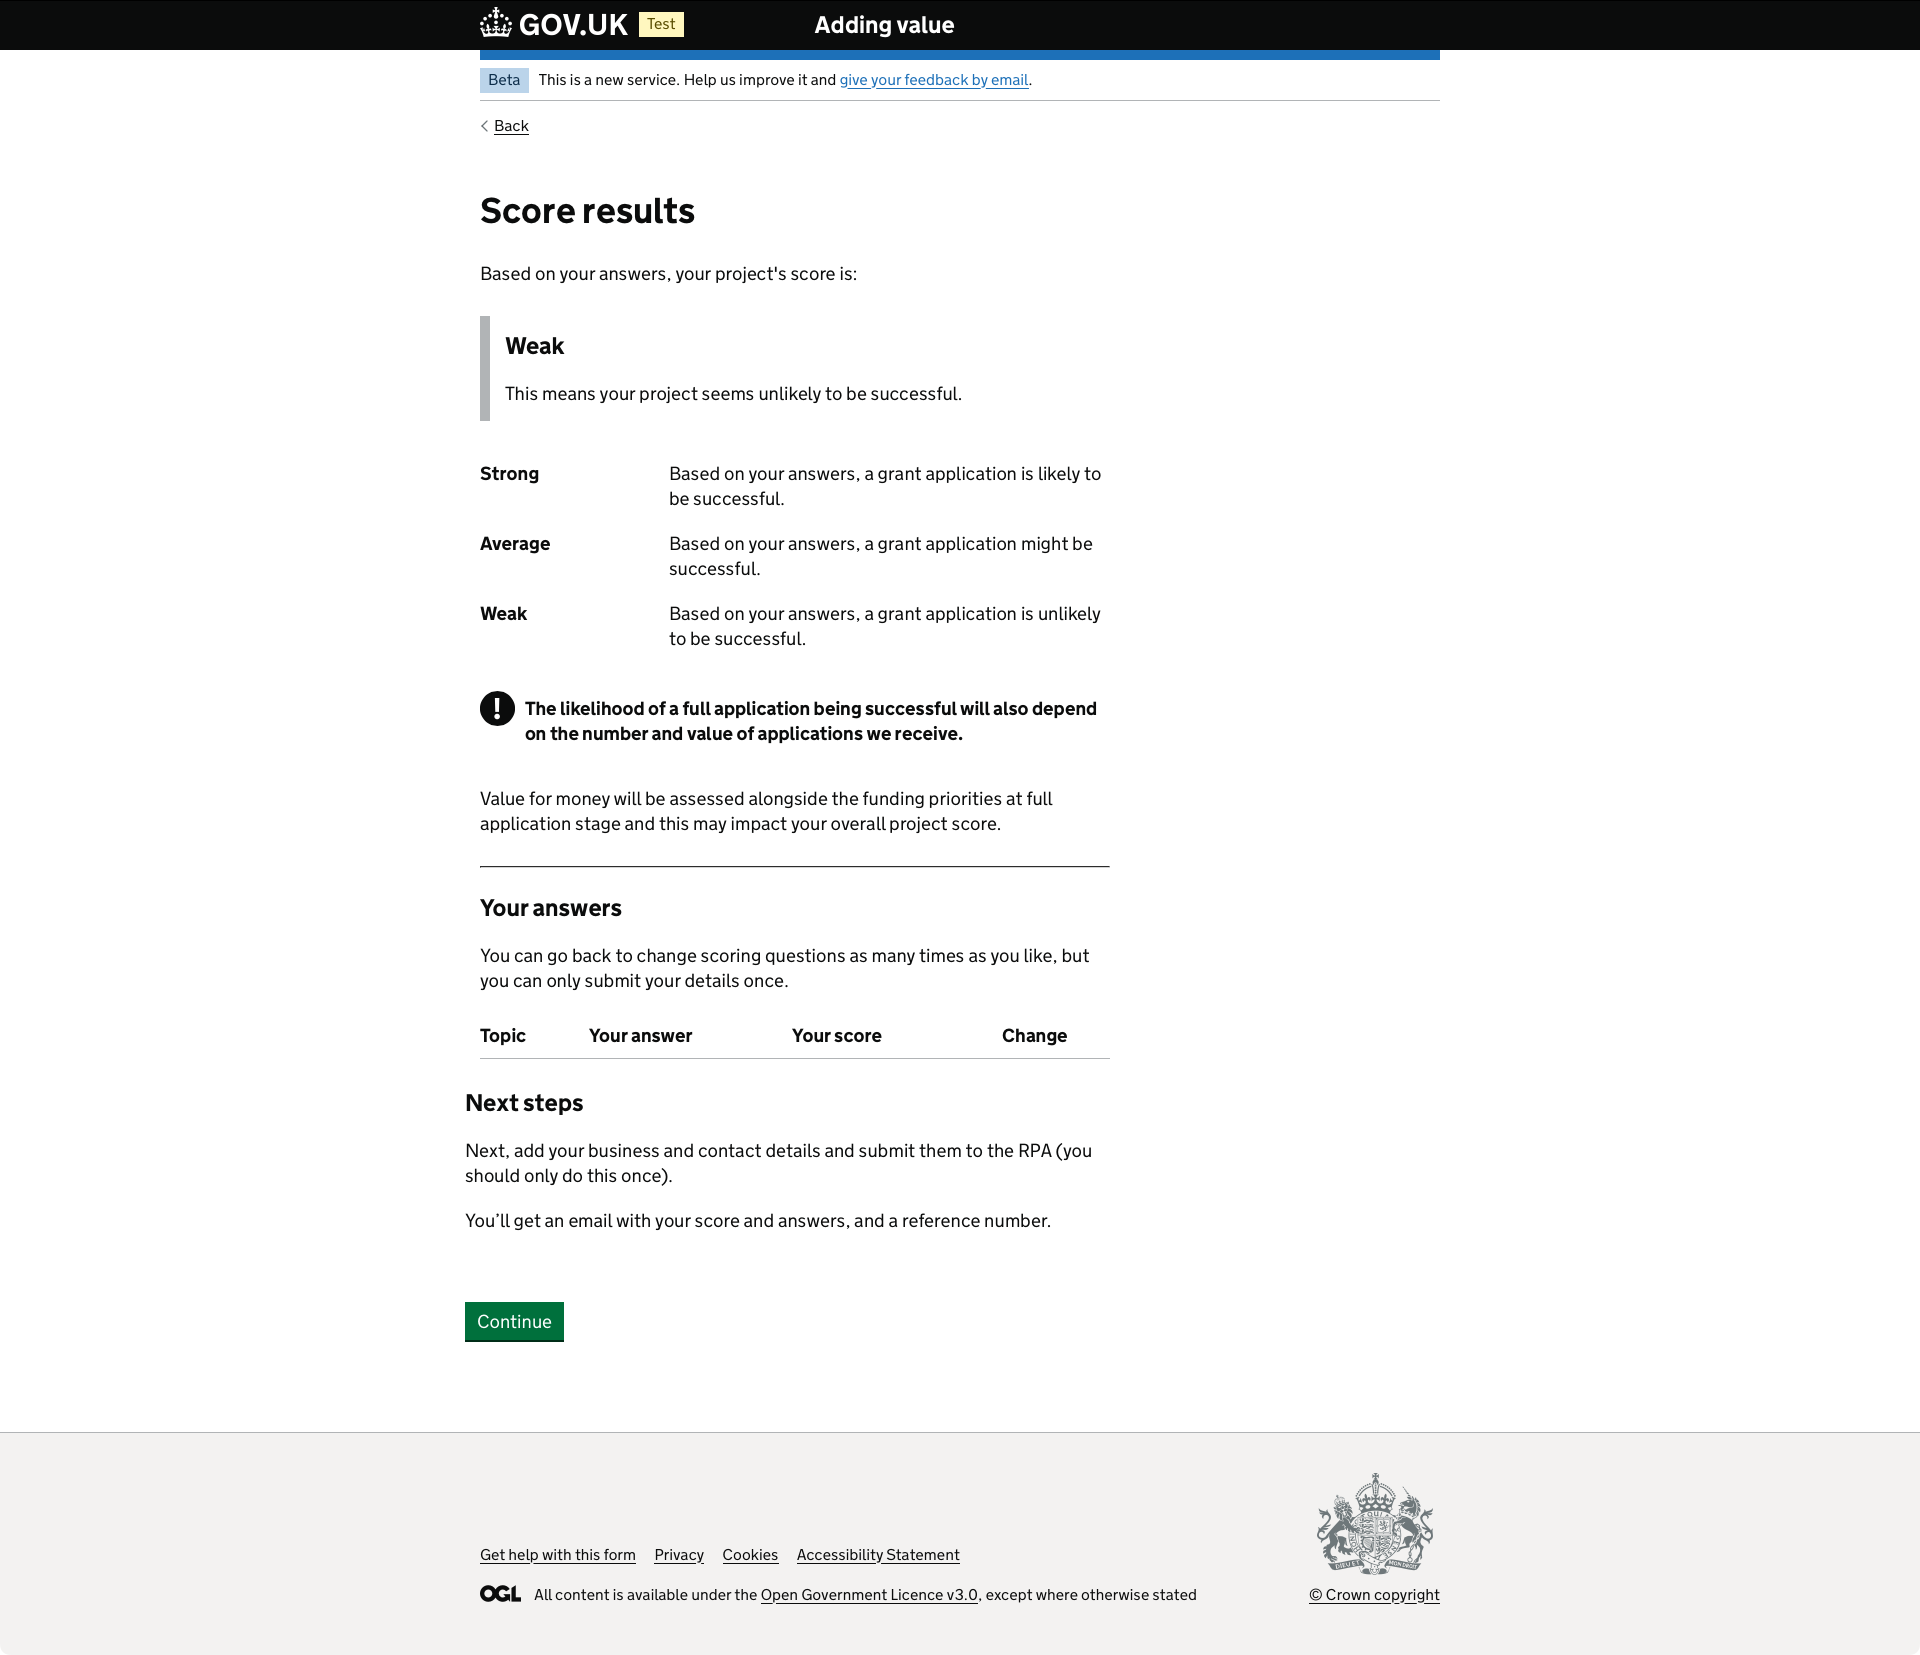 GOV.UK Test Adding value
Beta This is a new service. Help us improve it and give your feedback by email.
Back
Score results
Based on your answers, your project's score is:
Weak
This means your project seems unlikely to be successful.
Strong Based on your answers, a grant application is likely to
be successful.
Average Based on your answers, a grant application might be
successful.
Weak Based on your answers, a grant application is unlikely
to be successful.
! The likelihood of a full application being successful will also depend
on the number and value of applications we receive.
Value for money will be assessed alongside the funding priorities at full
application stage and this may impact your overall project score.
Your answers
You can go back to change scoring questions as many times as you like, but
you can only submit your details once.
Topic Your answer Your score Change
Next steps
Next, add your business and contact details and submit them to the RPA (you
should only do this once).
You’ll get an email with your score and answers, and a reference number.
Continue
Get help with this form Privacy Cookies Accessibility Statement
OGL All content is available under the Open Government Licence v3.0, except where otherwise stated
© Crown copyright